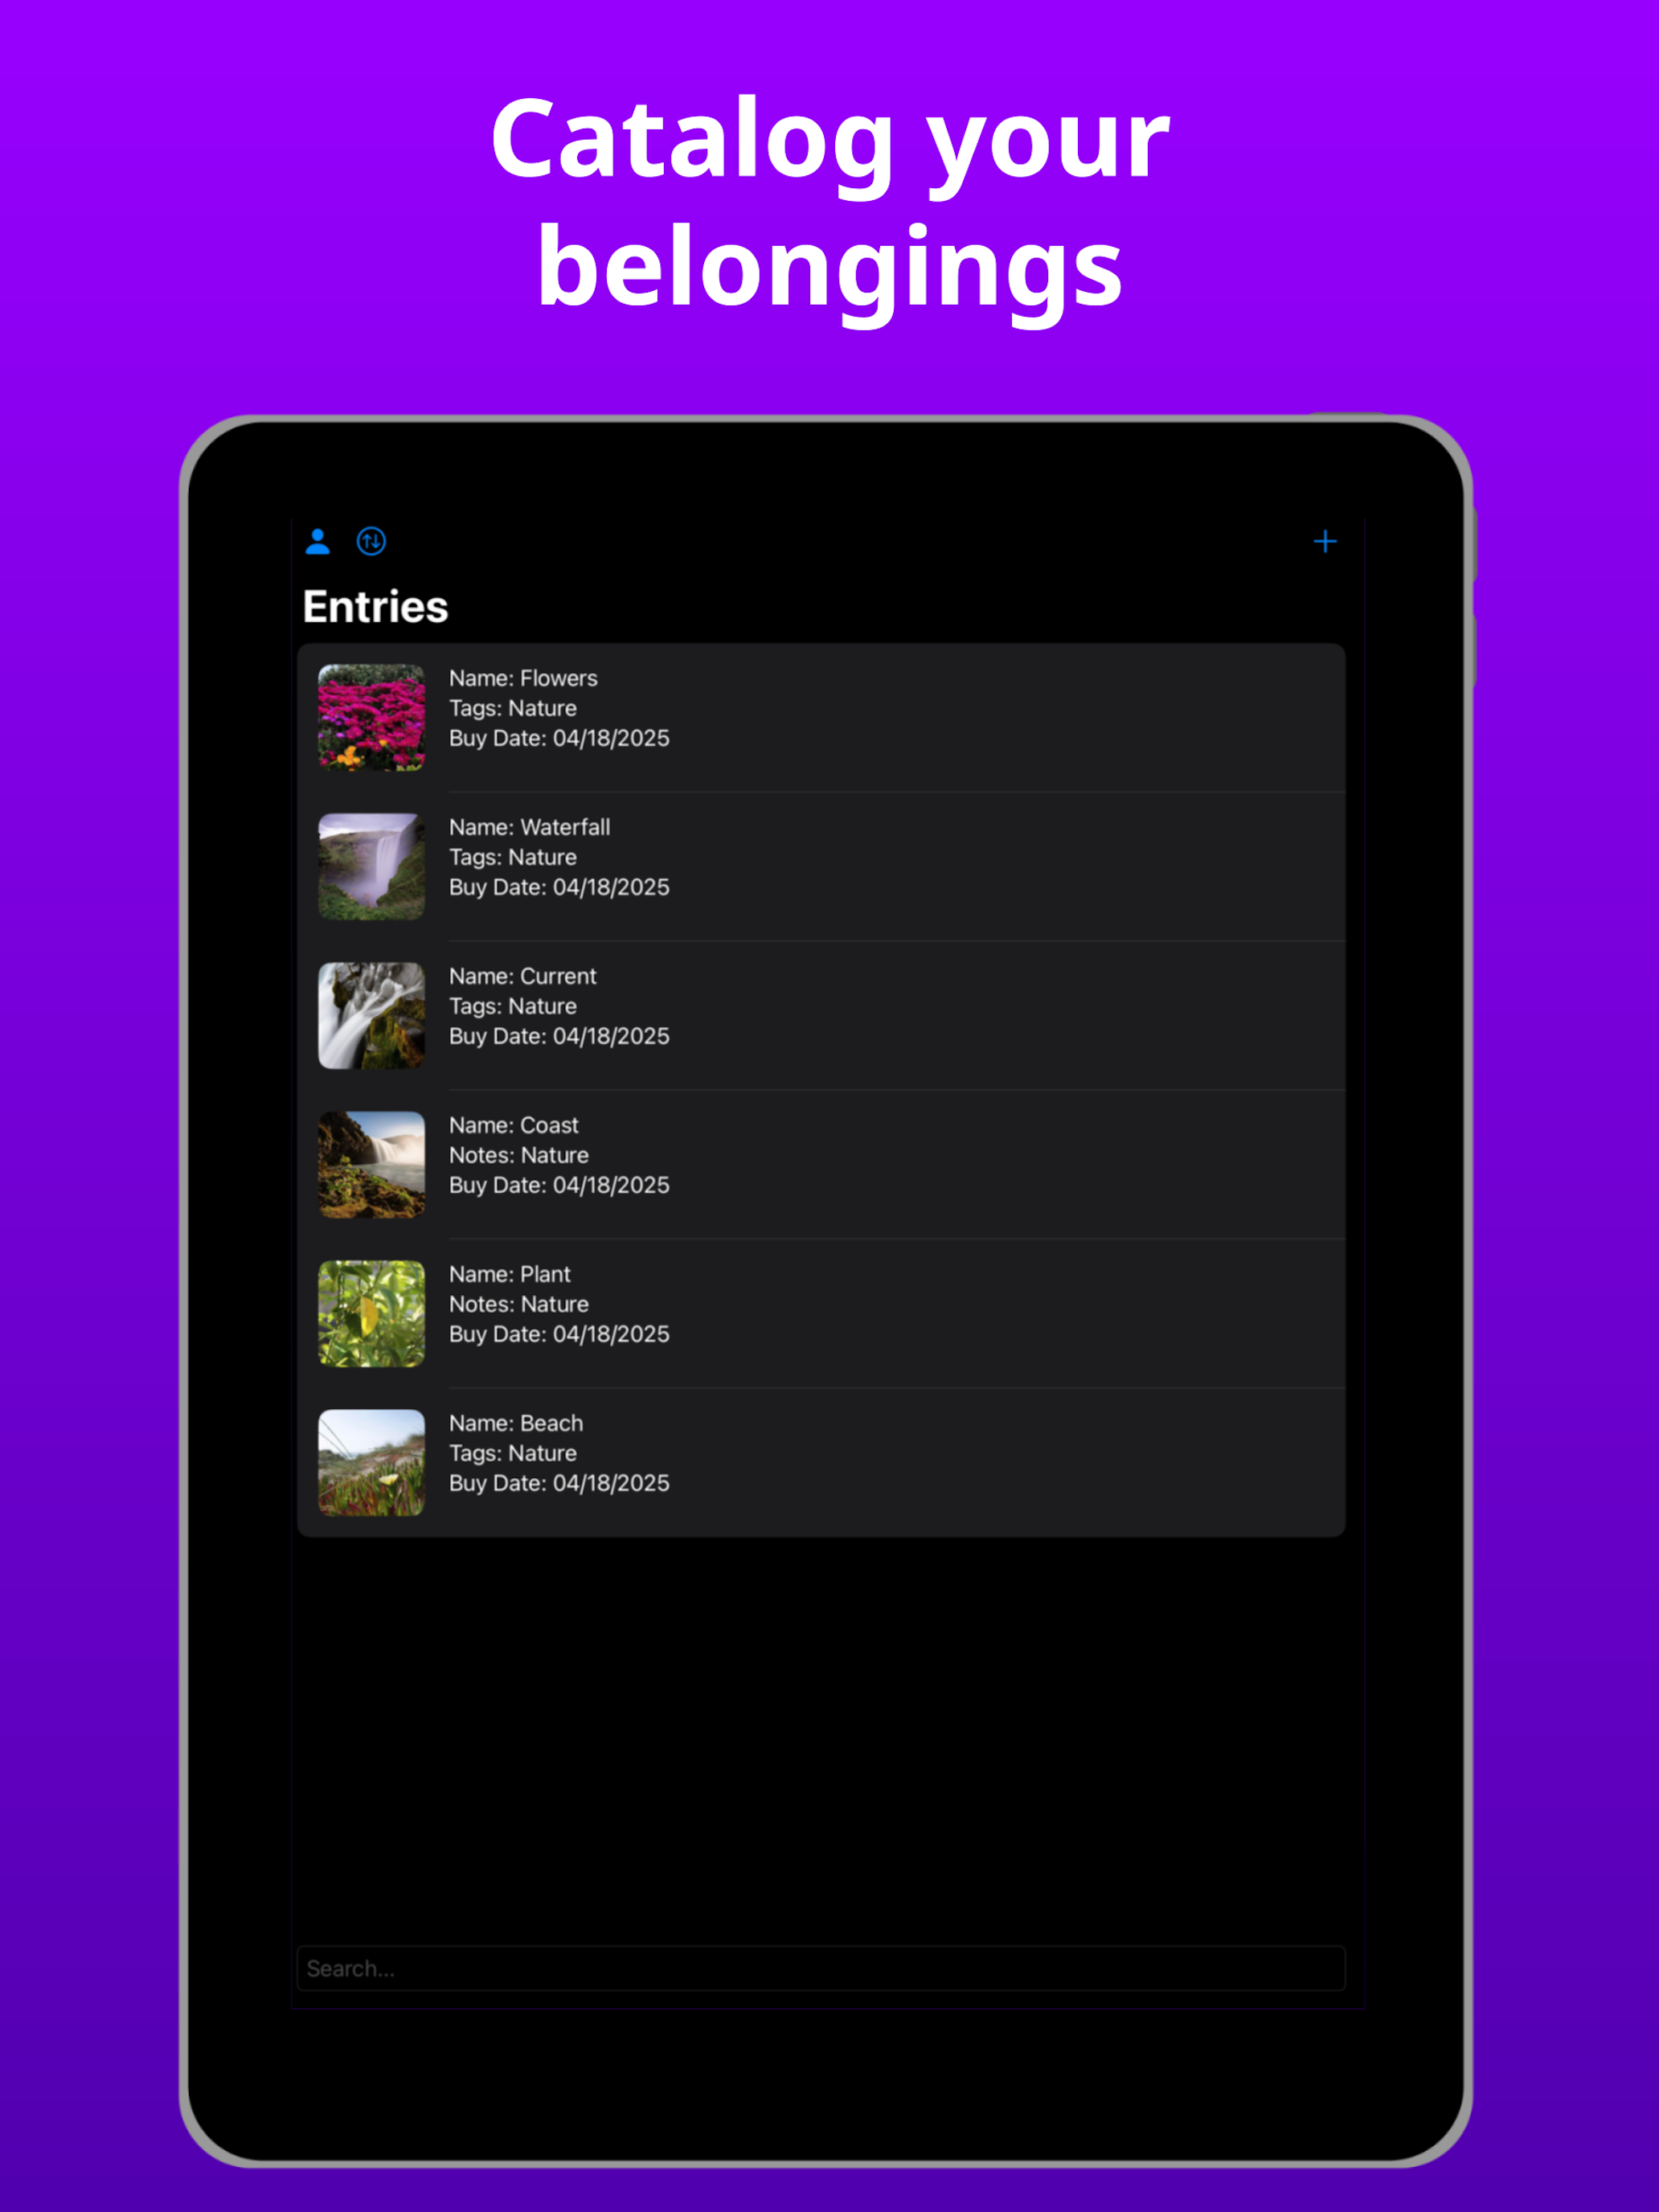 Catalog your
belongings
Entries
Name: Flowers
Tags: Nature
Buy Date: 04/18/2025
Name: Waterfall
Tags: Nature
Buy Date: 04/18/2025
Name: Current
Tags: Nature
Buy Date: 04/18/2025
Name: Coast
Notes: Nature
Buy Date: 04/18/2025
Name: Plant
Notes: Nature
Buy Date: 04/18/2025
Name: Beach
Tags: Nature
Buy Date: 04/18/2025
Search...